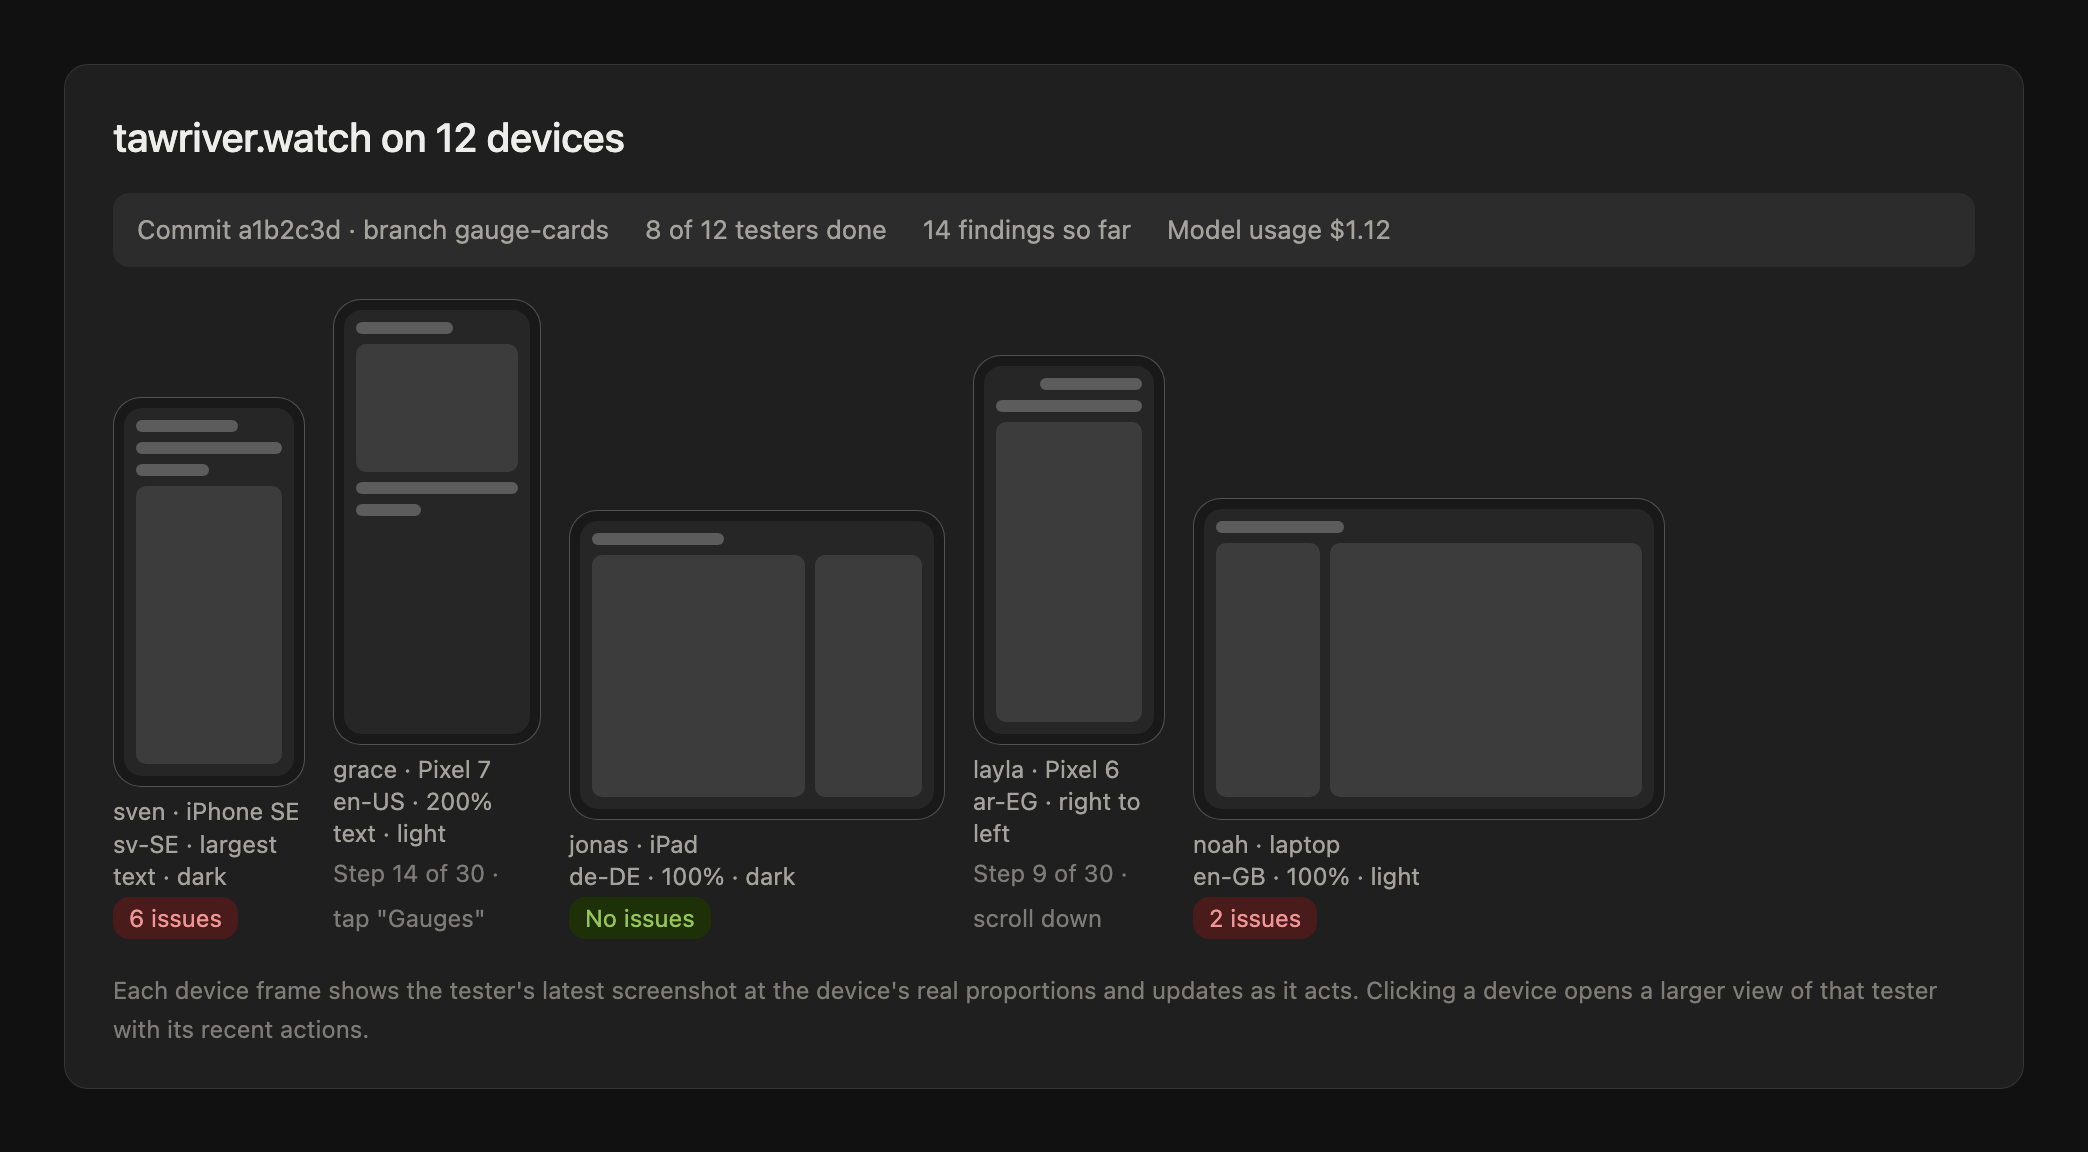 tawriver.watch on 12 devices
Commit a1b2c3d · branch gauge-cards 8 of 12 testers done 14 findings so far Model usage $1.12
sven · iPhone SE
sv-SE · largest
text · dark
6 issues
grace · Pixel 7
en-US · 200%
text · light
Step 14 of 30 ·
tap "Gauges"
jonas · iPad
de-DE · 100% · dark
No issues
layla · Pixel 6
ar-EG · right to
left
Step 9 of 30 ·
scroll down
noah · laptop
en-GB · 100% · light
2 issues
Each device frame shows the tester's latest screenshot at the device's real proportions and updates as it acts. Clicking a device opens a larger view of that tester
with its recent actions.